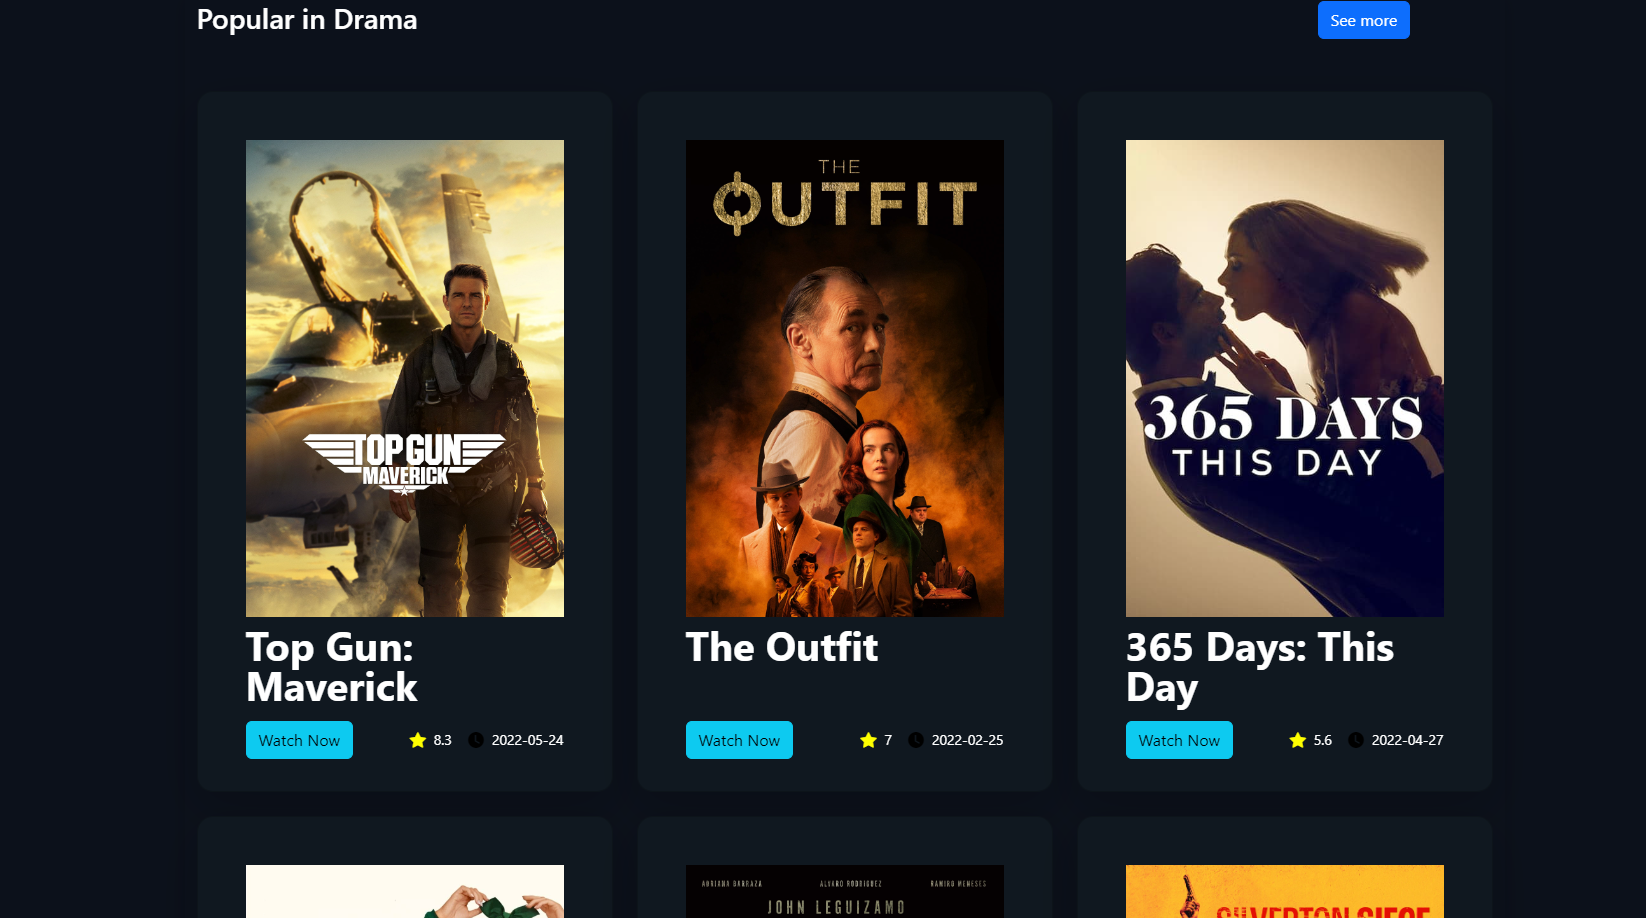 Popular in Drama
See more
TOP GUN
MAVERICK
THE
OUTFIT
365 DAYS
THIS DAY
Top Gun:
Maverick
The Outfit
365 Days: This
Day
Watch Now
8.3
2022-05-24
Watch Now
7
2022-02-25
Watch Now
5.6
2022-04-27
ADRIANA BARRAZA ALVARO RODRIGUEZ RAMIRO MENESES
JOHN LEGUIZAMO
SILVERTON SIEGE